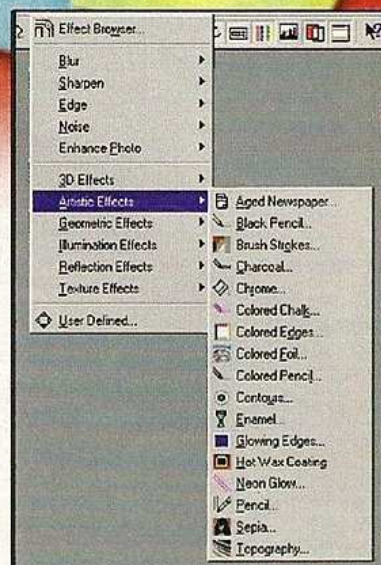 Effect Browser...
Blur
Sharpen
Edge
Noise
Enhance Photo
3D Effects
Artistic Effects
Geometric Effects
Illumination Effects
Reflection Effects
Texture Effects
User Defined...
Aged Newspaper...
Black Pencil...
Brush Strokes...
Charcoal...
Chrome...
Colored Chalk...
Colored Edges...
Colored Foil...
Colored Pencil...
Contours...
Enamel...
Glowing Edges...
Hot Wax Coating
Neon Glow...
Pencil...
Sepia...
Topography...